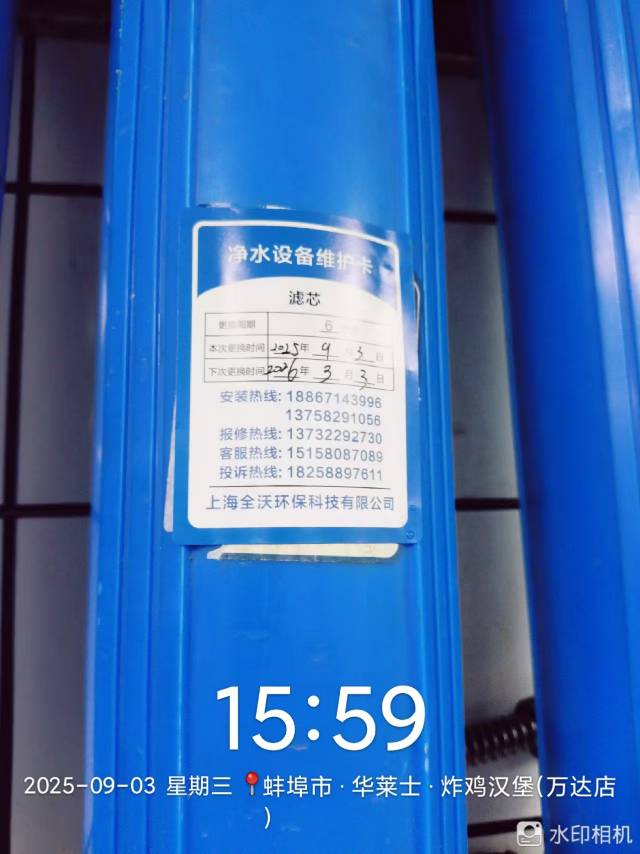 净水设备维护卡
滤芯
更换周期 6
本次更换时间 2025年 9 月 3 日
下次更换时间 2026年 3 月 3 日
安装热线: 18867143996
13758291056
报修热线: 13732292730
客服热线: 15158087089
投诉热线: 18258897611
上海全沃环保科技有限公司
15:59
2025-09-03 星期三 蚌埠市·华莱士·炸鸡汉堡(万达店
)
水印相机